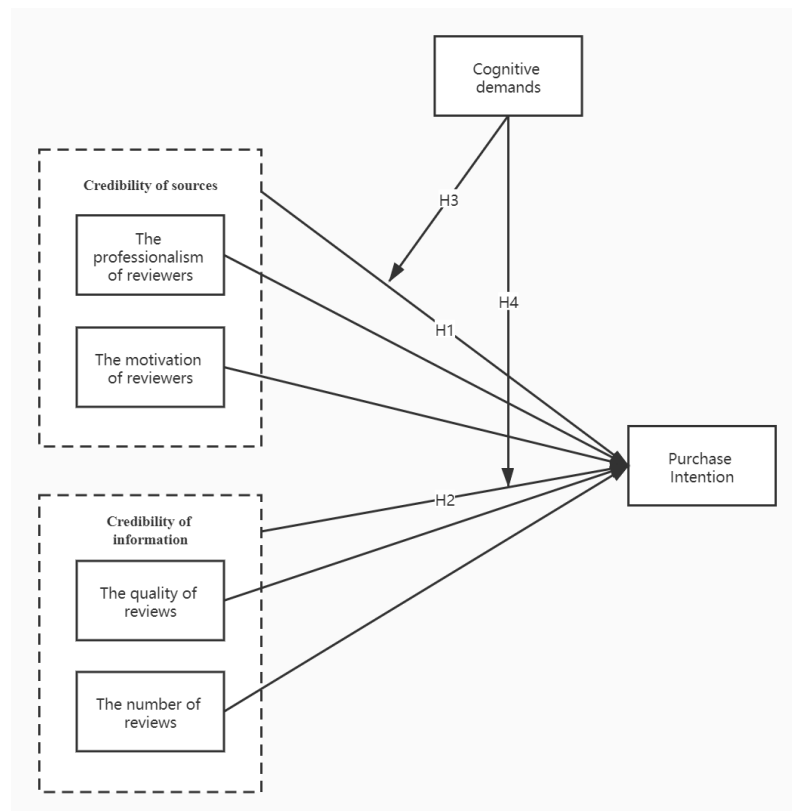 Cognitive
demands
Credibility of sources
H3
The
professionalism
of reviewers
H4
H1
The motivation
of reviewers
Purchase
Intention
H2
Credibility of
information
The quality of
reviews
The number of
reviews